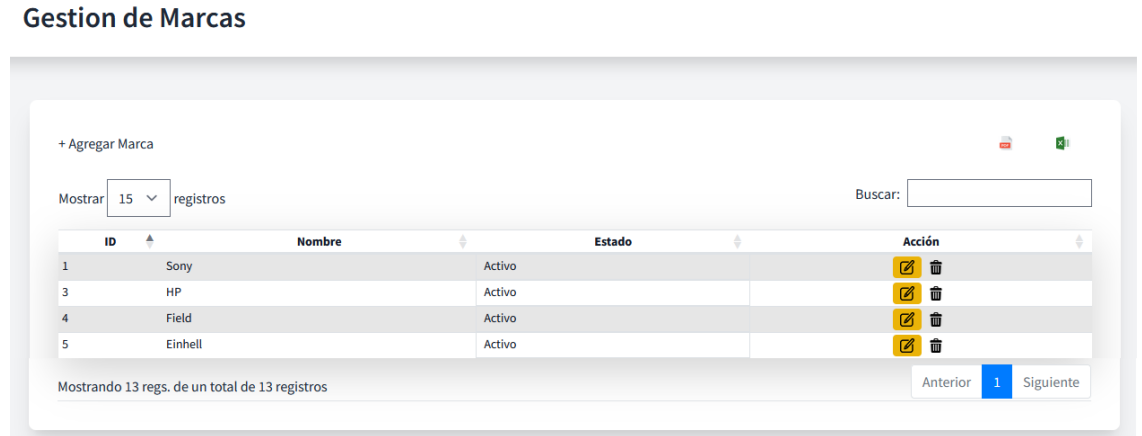 Gestion de Marcas
+ Agregar Marca
PDF
Mostrar 15 registros
Buscar:
ID Nombre Estado Acción
1 Sony Activo
3 HP Activo
4 Field Activo
5 Einhell Activo
Mostrando 13 regs. de un total de 13 registros
Anterior 1 Siguiente